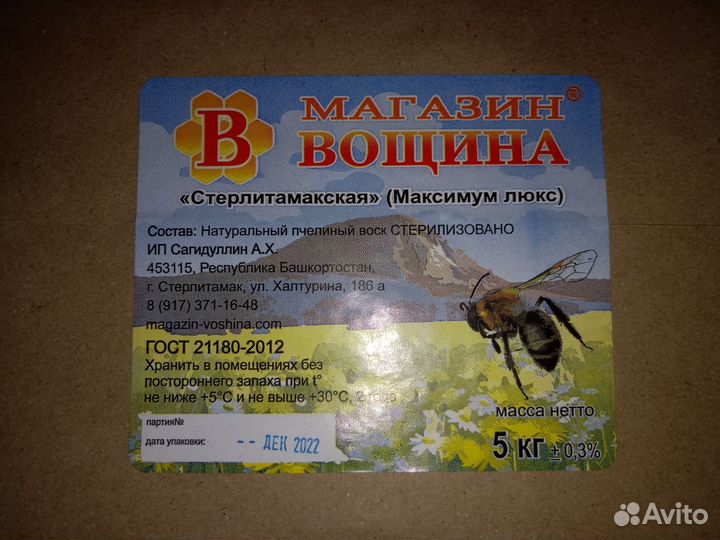 В
МАГАЗИН®
ВОЩИНА
«Стерлитамакская» (Максимум люкс)
Состав: Натуральный пчелиный воск СТЕРИЛИЗОВАНО
ИП Сагидуллин А.Х.
453115, Республика Башкортостан,
г. Стерлитамак, ул. Халтурина, 186 а
8 (917) 371-16-48
magazin-voshina.com
ГОСТ 21180-2012
Хранить в помещениях без
постороннего запаха при t°
не ниже +5°C и не выше +30°C, 2 года
партия№
дата упаковки: -- ДЕК 2022
масса нетто
5 кг ± 0,3%
Avito